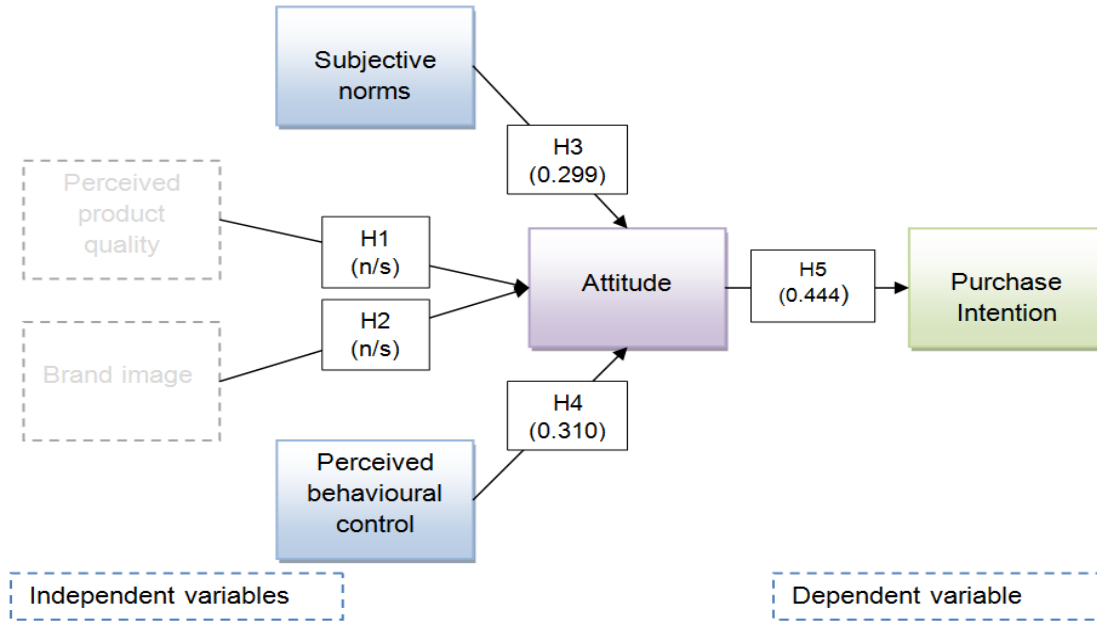 Subjective
norms
H3
(0.299)
Perceived
product
quality
H1
(n/s)
H2
(n/s)
Brand image
Attitude
H5
(0.444)
Purchase
Intention
H4
(0.310)
Perceived
behavioural
control
Independent variables
Dependent variable